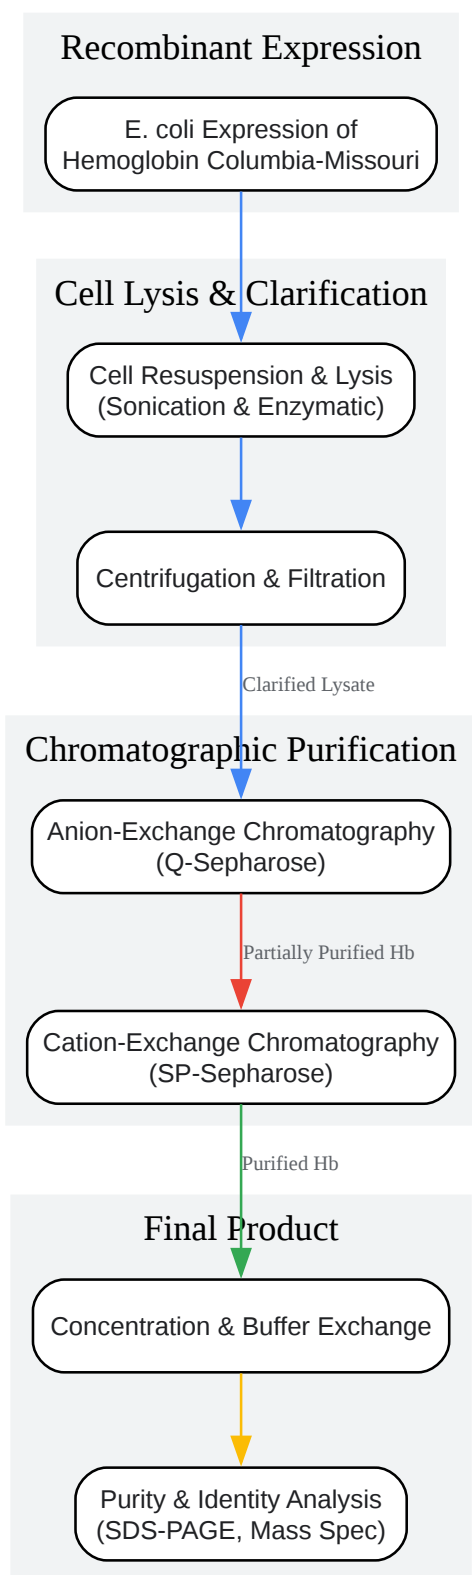 Recombinant Expression
E. coli Expression of
Hemoglobin Columbia-Missouri
Cell Lysis & Clarification
Cell Resuspension & Lysis
(Sonication & Enzymatic)
Centrifugation & Filtration
Clarified Lysate
Chromatographic Purification
Anion-Exchange Chromatography
(Q-Sepharose)
Partially Purified Hb
Cation-Exchange Chromatography
(SP-Sepharose)
Purified Hb
Final Product
Concentration & Buffer Exchange
Purity & Identity Analysis
(SDS-PAGE, Mass Spec)